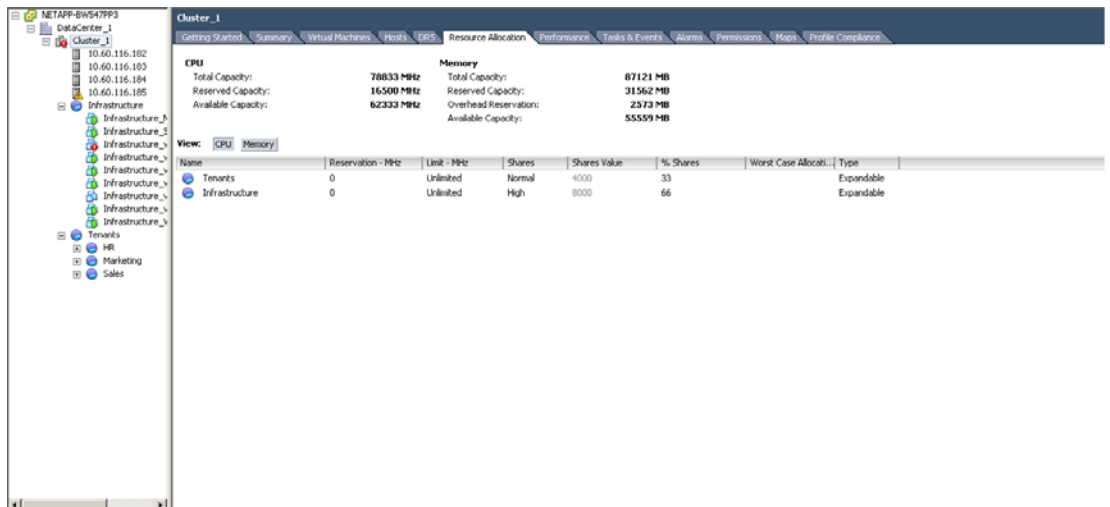 NETAPP-BWS47PP3
DataCenter_1
Cluster_1
10.60.116.182
10.60.116.183
10.60.116.184
10.60.116.185
Infrastructure
Infrastructure_N
Infrastructure_S
Infrastructure_v
Infrastructure_v
Infrastructure_v
Infrastructure_v
Infrastructure_v
Infrastructure_v
Infrastructure_v
Tenants
HR
Marketing
Sales
Cluster_1
Getting Started Summary Virtual Machines Hosts DRS Resource Allocation Performance Tasks & Events Alarms Permissions Maps Profile Compliance
CPU Memory
Total Capacity: 78833 MHz Total Capacity: 87121 MB
Reserved Capacity: 16500 MHz Reserved Capacity: 31562 MB
Available Capacity: 62333 MHz Overhead Reservation: 2573 MB
Available Capacity: 55559 MB
View: CPU Memory
Name Reservation - MHz Limit - MHz Shares Shares Value % Shares Worst Case Allocati... Type
Tenants 0 Unlimited Normal 4000 33 Expandable
Infrastructure 0 Unlimited High 8000 66 Expandable